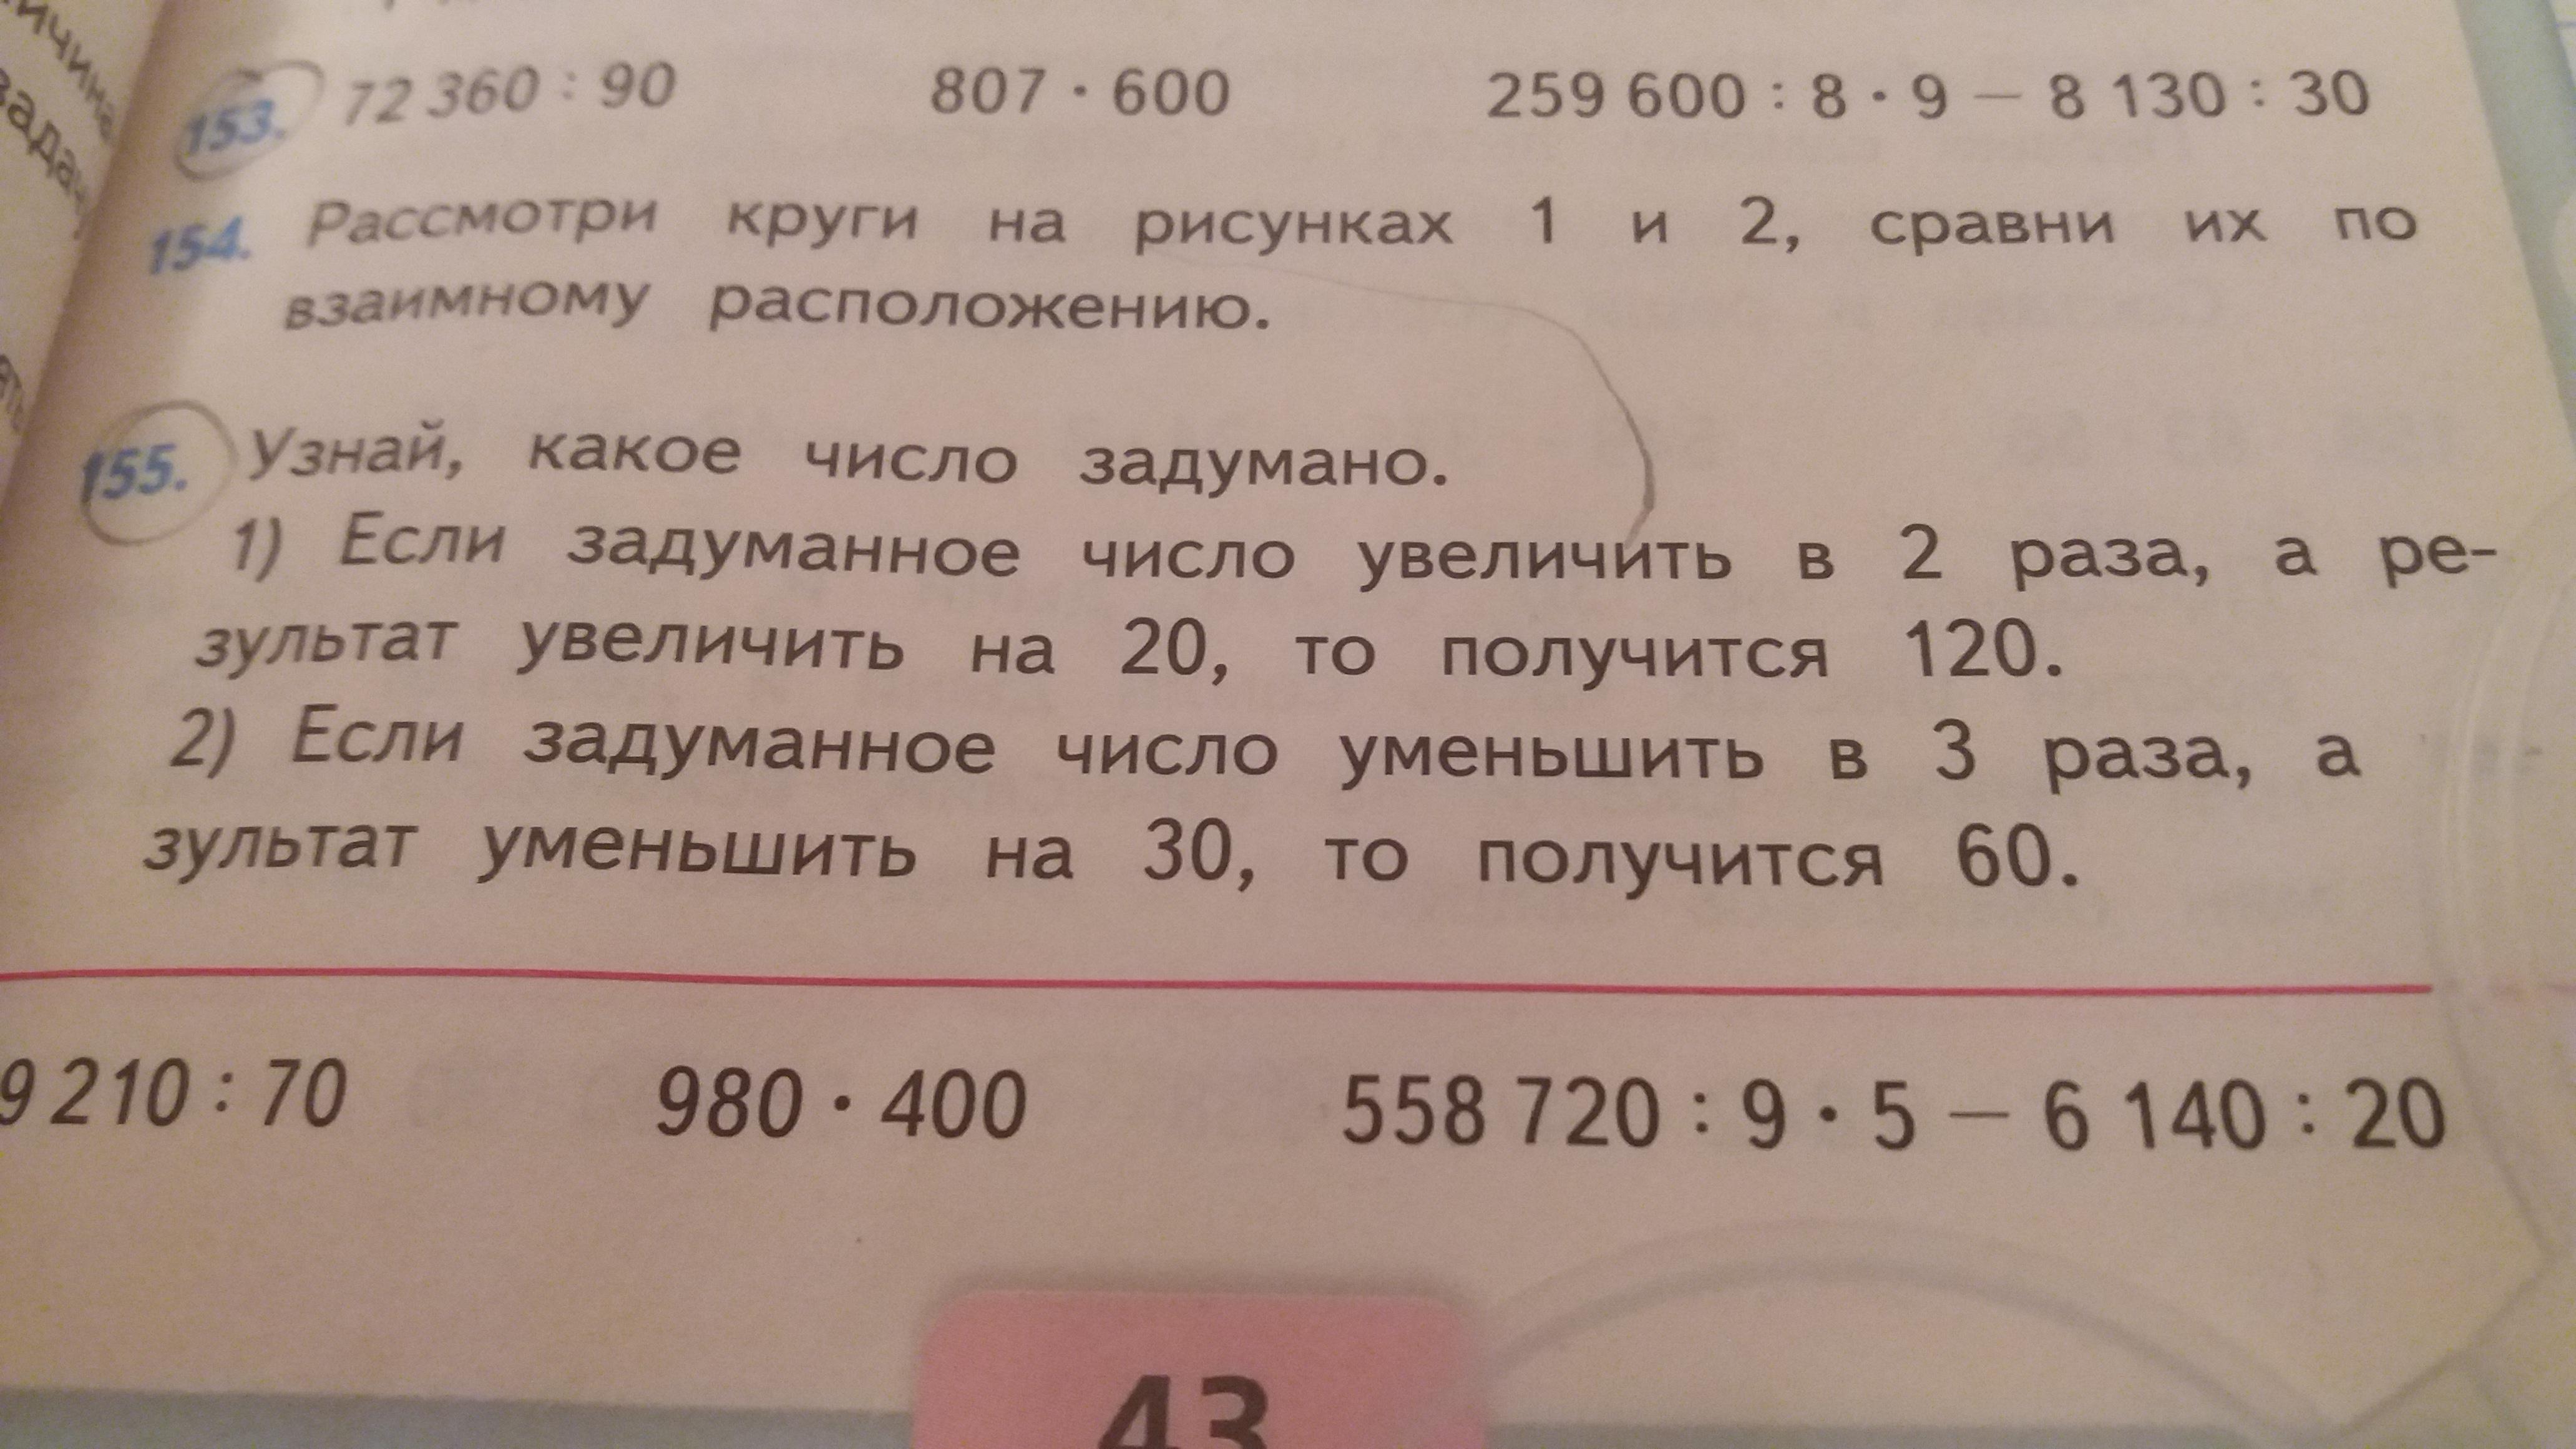 153. 72 360 : 90 807 · 600 259 600 : 8 · 9 — 8 130 : 30
154. Рассмотри круги на рисунках 1 и 2, сравни их по
взаимному расположению.
155. Узнай, какое число задумано.
1) Если задуманное число увеличить в 2 раза, а ре-
зультат увеличить на 20, то получится 120.
2) Если задуманное число уменьшить в 3 раза, а
зультат уменьшить на 30, то получится 60.
9 210 : 70 980 · 400 558 720 : 9 · 5 — 6 140 : 20
43